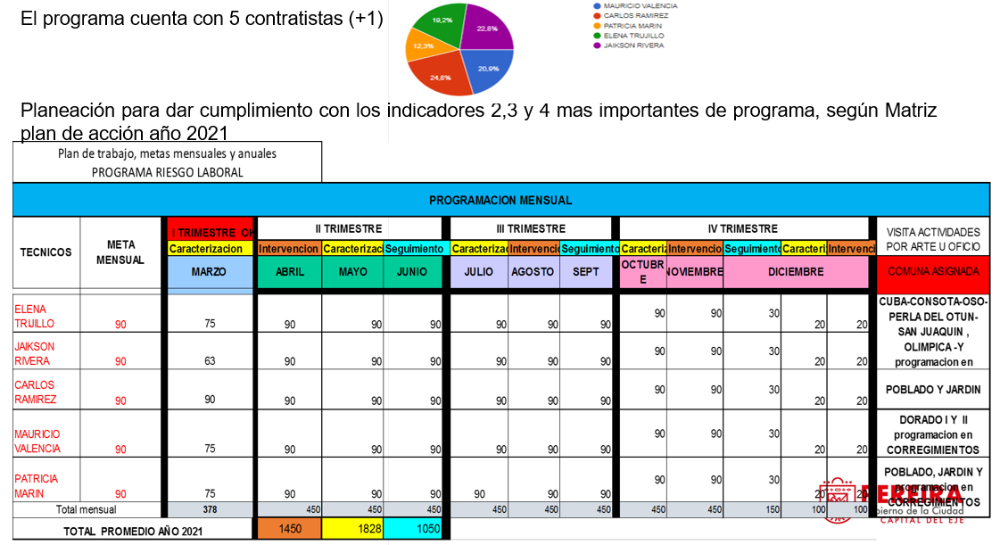 El programa cuenta con 5 contratistas (+1)
19,2%
22,8%
12,3%
24,8%
20,9%
MAURICIO VALENCIA
CARLOS RAMIREZ
PATRICIA MARIN
ELENA TRUJILLO
JAIKSON RIVERA
Planeación para dar cumplimiento con los indicadores 2,3 y 4 mas importantes de programa, según Matriz
plan de acción año 2021
Plan de trabajo, metas mensuales y anuales
PROGRAMA RIESGO LABORAL
PROGRAMACION MENSUAL
TECNICOS META MENSUAL I TRIMESTRE II TRIMESTRE III TRIMESTRE IV TRIMESTRE VISITA ACTIVIDADES POR ARTE U OFICIO
Caracterizacion Intervencion Caracterizaci Seguimiento Caracterizac Intervencio Seguimiento Caracteriz Intervencio Seguimient Caracteri Intervenci
MARZO ABRIL MAYO JUNIO JULIO AGOSTO SEPT OCTUBRE NOVIEMBRE DICIEMBRE COMUNA ASIGNADA
ELENA TRUJILLO 90 75 90 90 90 90 90 90 90 90 30 20 20
CUBA-CONSOTA-OSO-
PERLA DEL OTUN-
SAN JUAQUIN ,
OLIMPICA -Y
programacion en
JAIKSON RIVERA 90 63 90 90 90 90 90 90 90 90 30 20 20
CARLOS RAMIREZ 90 90 90 90 90 90 90 90 90 90 30 20 20 POBLADO Y JARDIN
MAURICIO VALENCIA 90 75 90 90 90 90 90 90 90 90 30 20 20
DORADO I Y II
programacion en
CORREGIMIENTOS
PATRICIA MARIN 90 75 90 90 90 90 90 90 90 90 30 20 20
POBLADO, JARDIN Y
programacion en
CORREGIMIENTOS
Total mensual 378 450 450 450 450 450 450 450 450 150 100 100
TOTAL PROMEDIO AÑO 2021 1450 1828 1050
PEREIRA
Gobierno de la Ciudad
CAPITAL DEL EJE